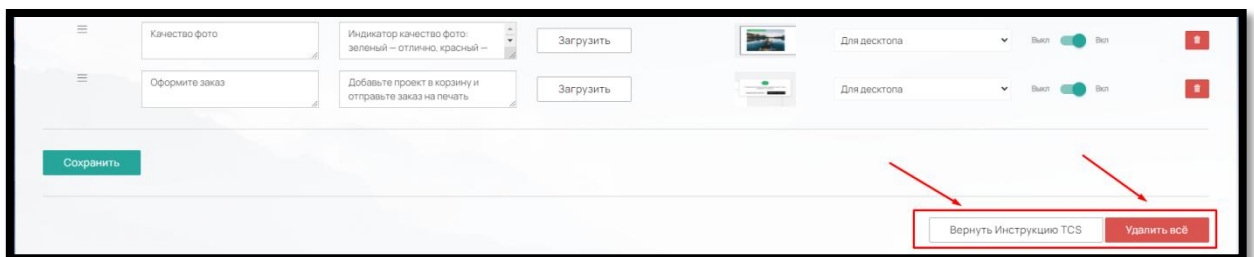 Качество фото
Индикатор качество фото:
зеленый — отлично, красный —
Загрузить
Для десктопа
Выкл Вкл
Оформите заказ
Добавьте проект в корзину и
отправьте заказ на печать
Загрузить
Для десктопа
Выкл Вкл
Сохранить
Вернуть Инструкцию TCS
Удалить всё